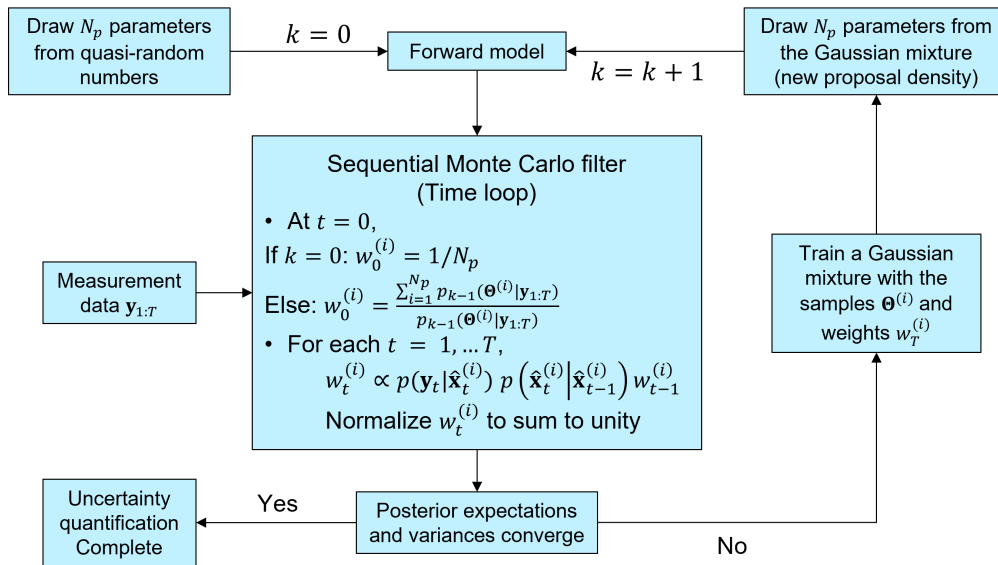 Draw $N_p$ parameters
from quasi-random
numbers
$k = 0$
Forward model
$k = k + 1$
Draw $N_p$ parameters from
the Gaussian mixture
(new proposal density)
Sequential Monte Carlo filter
(Time loop)
• At $t = 0$,
If $k = 0$: $w_0^{(i)} = 1/N_p$
Else: $w_0^{(i)} = \frac{\sum_{i=1}^{N_p} p_{k-1}(\mathbf{\Theta}^{(i)}|\mathbf{y}_{1:T})}{p_{k-1}(\mathbf{\Theta}^{(i)}|\mathbf{y}_{1:T})}$
• For each $t = 1, \ldots T$,
$w_t^{(i)} \propto p(\mathbf{y}_t|\hat{\mathbf{x}}_t^{(i)}) \, p\left(\hat{\mathbf{x}}_t^{(i)}\middle|\hat{\mathbf{x}}_{t-1}^{(i)}\right) w_{t-1}^{(i)}$
Normalize $w_t^{(i)}$ to sum to unity
Measurement
data $\mathbf{y}_{1:T}$
Train a Gaussian
mixture with the
samples $\mathbf{\Theta}^{(i)}$ and
weights $w_T^{(i)}$
Posterior expectations
and variances converge
Yes
No
Uncertainty
quantification
Complete